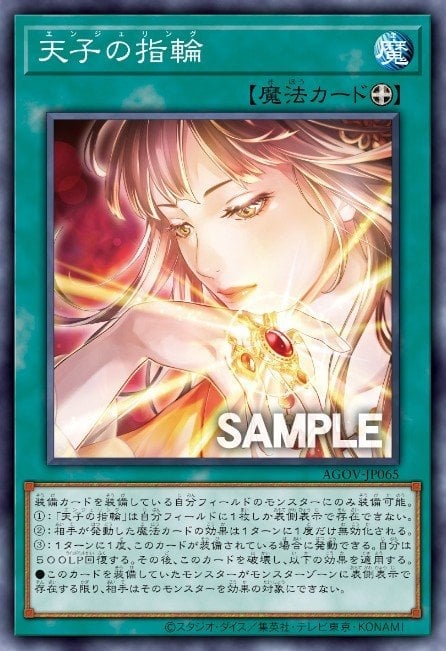 エンジェリング
天子の指輪
魔
【魔法カード】
SAMPLE
AGOV-JP065
装備カードを装備している自分フィールドのモンスターにのみ装備可能。
①：「天子の指輪」は自分フィールドに1枚しか表側表示で存在できない。
②：相手が発動した魔法カードの効果は1ターンに1度だけ無効化される。
③：1ターンに1度、このカードが装備されている場合に発動できる。自分は
500LP回復する。その後、このカードを破壊し、以下の効果を適用する。
●このカードを装備していたモンスターがモンスターゾーンに表側表示で
存在する限り、相手はそのモンスターを効果の対象にできない。
©スタジオ・ダイス／集英社・テレビ東京・KONAMI